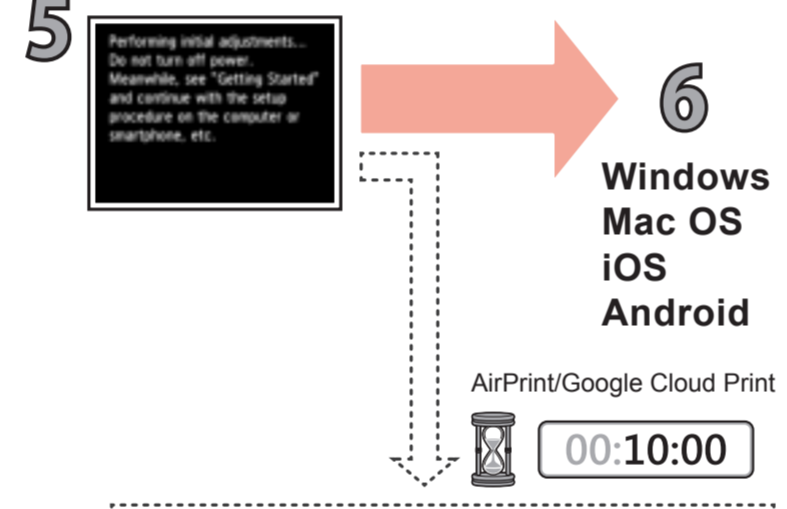 5
Performing initial adjustments...
Do not turn off power.
Meanwhile, see "Getting Started"
and continue with the setup
procedure on the computer or
smartphone, etc.
6
Windows
Mac OS
iOS
Android
AirPrint/Google Cloud Print
00:10:00